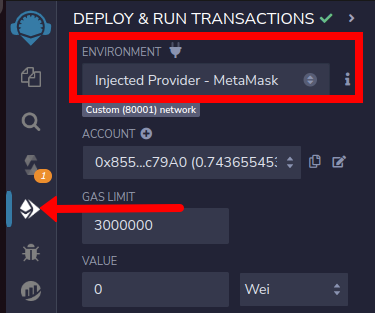 DEPLOY & RUN TRANSACTIONS
ENVIRONMENT
Injected Provider - MetaMask
Custom (80001) network
ACCOUNT
0x855...c79A0 (0.743655453
1
GAS LIMIT
3000000
VALUE
0
Wei